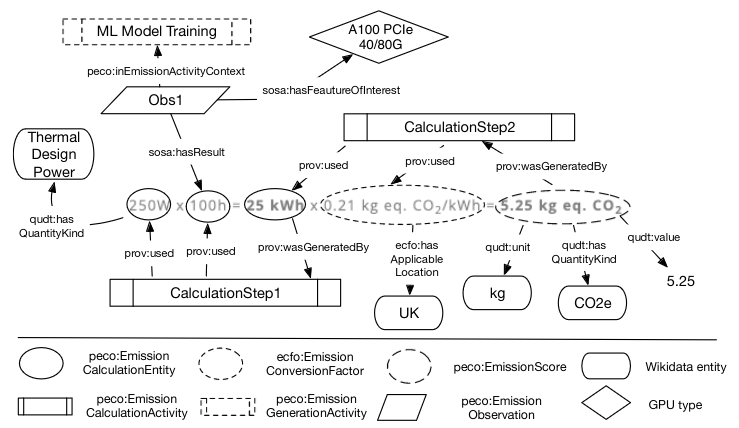 ML Model Training
A100 PCIe
40/80G
peco:inEmissionActivityContext
Obs1
sosa:hasFeautureOfInterest
CalculationStep2
Thermal
Design
Power
sosa:hasResult
prov:used
prov:used
prov:wasGeneratedBy
250W x 100h = 25 kWh x 0.21 kg eq. CO₂/kWh = 5.25 kg eq. CO₂
qudt:has
QuantityKind
prov:used
prov:used
prov:wasGeneratedBy
ecfo:has
Applicable
Location
qudt:unit
qudt:has
QuantityKind
qudt:value
5.25
CalculationStep1
UK
kg
CO2e
peco:Emission
CalculationEntity
ecfo:Emission
ConversionFactor
peco:EmissionScore
Wikidata entity
peco:Emission
CalculationActivity
peco:Emission
GenerationActivity
peco:Emission
Observation
GPU type